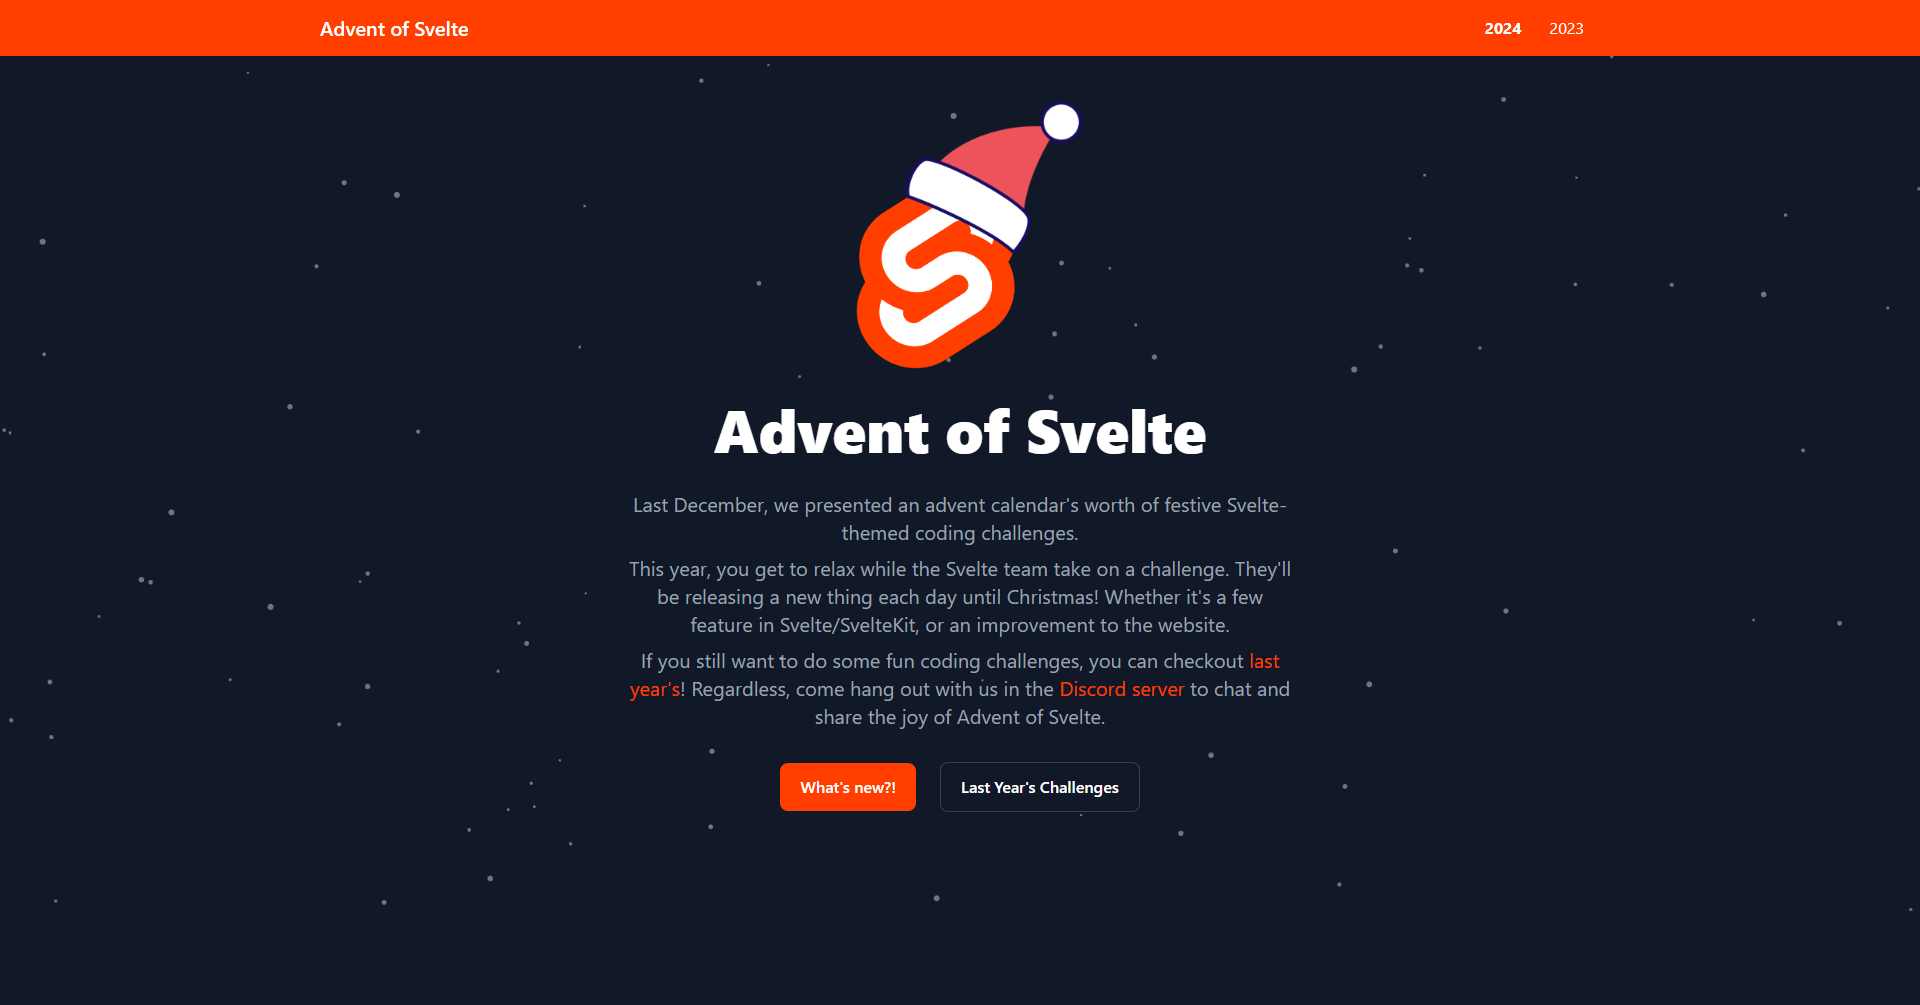 Advent of Svelte
2024 2023
Advent of Svelte
Last December, we presented an advent calendar's worth of festive Svelte-
themed coding challenges.
This year, you get to relax while the Svelte team take on a challenge. They'll
be releasing a new thing each day until Christmas! Whether it's a few
feature in Svelte/SvelteKit, or an improvement to the website.
If you still want to do some fun coding challenges, you can checkout last
year's! Regardless, come hang out with us in the Discord server to chat and
share the joy of Advent of Svelte.
What's new?!
Last Year's Challenges